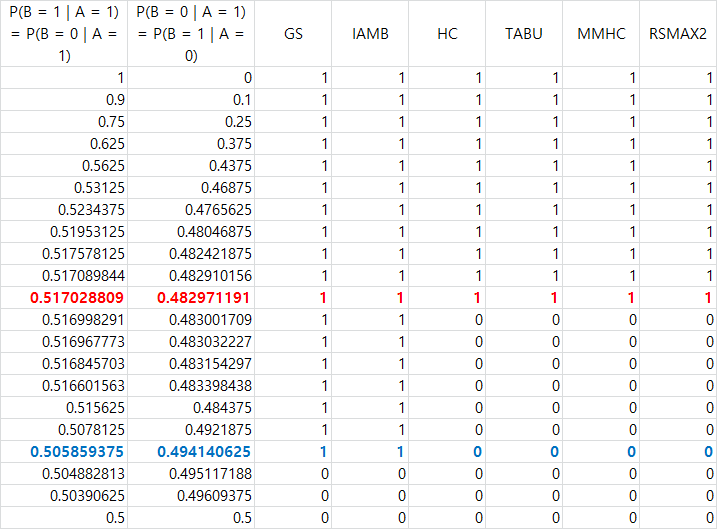 P(B = 1 | A = 1) = P(B = 0 | A = 1) P(B = 0 | A = 1) = P(B = 1 | A = 0) GS IAMB HC TABU MMHC RSMAX2
1 0 1 1 1 1 1 1
0.9 0.1 1 1 1 1 1 1
0.75 0.25 1 1 1 1 1 1
0.625 0.375 1 1 1 1 1 1
0.5625 0.4375 1 1 1 1 1 1
0.53125 0.46875 1 1 1 1 1 1
0.5234375 0.4765625 1 1 1 1 1 1
0.51953125 0.48046875 1 1 1 1 1 1
0.517578125 0.482421875 1 1 1 1 1 1
0.517089844 0.482910156 1 1 1 1 1 1
0.517028809 0.482971191 1 1 1 1 1 1
0.516998291 0.483001709 1 1 0 0 0 0
0.516967773 0.483032227 1 1 0 0 0 0
0.516845703 0.483154297 1 1 0 0 0 0
0.516601563 0.483398438 1 1 0 0 0 0
0.515625 0.484375 1 1 0 0 0 0
0.5078125 0.4921875 1 1 0 0 0 0
0.505859375 0.494140625 1 1 0 0 0 0
0.504882813 0.495117188 0 0 0 0 0 0
0.50390625 0.49609375 0 0 0 0 0 0
0.5 0.5 0 0 0 0 0 0